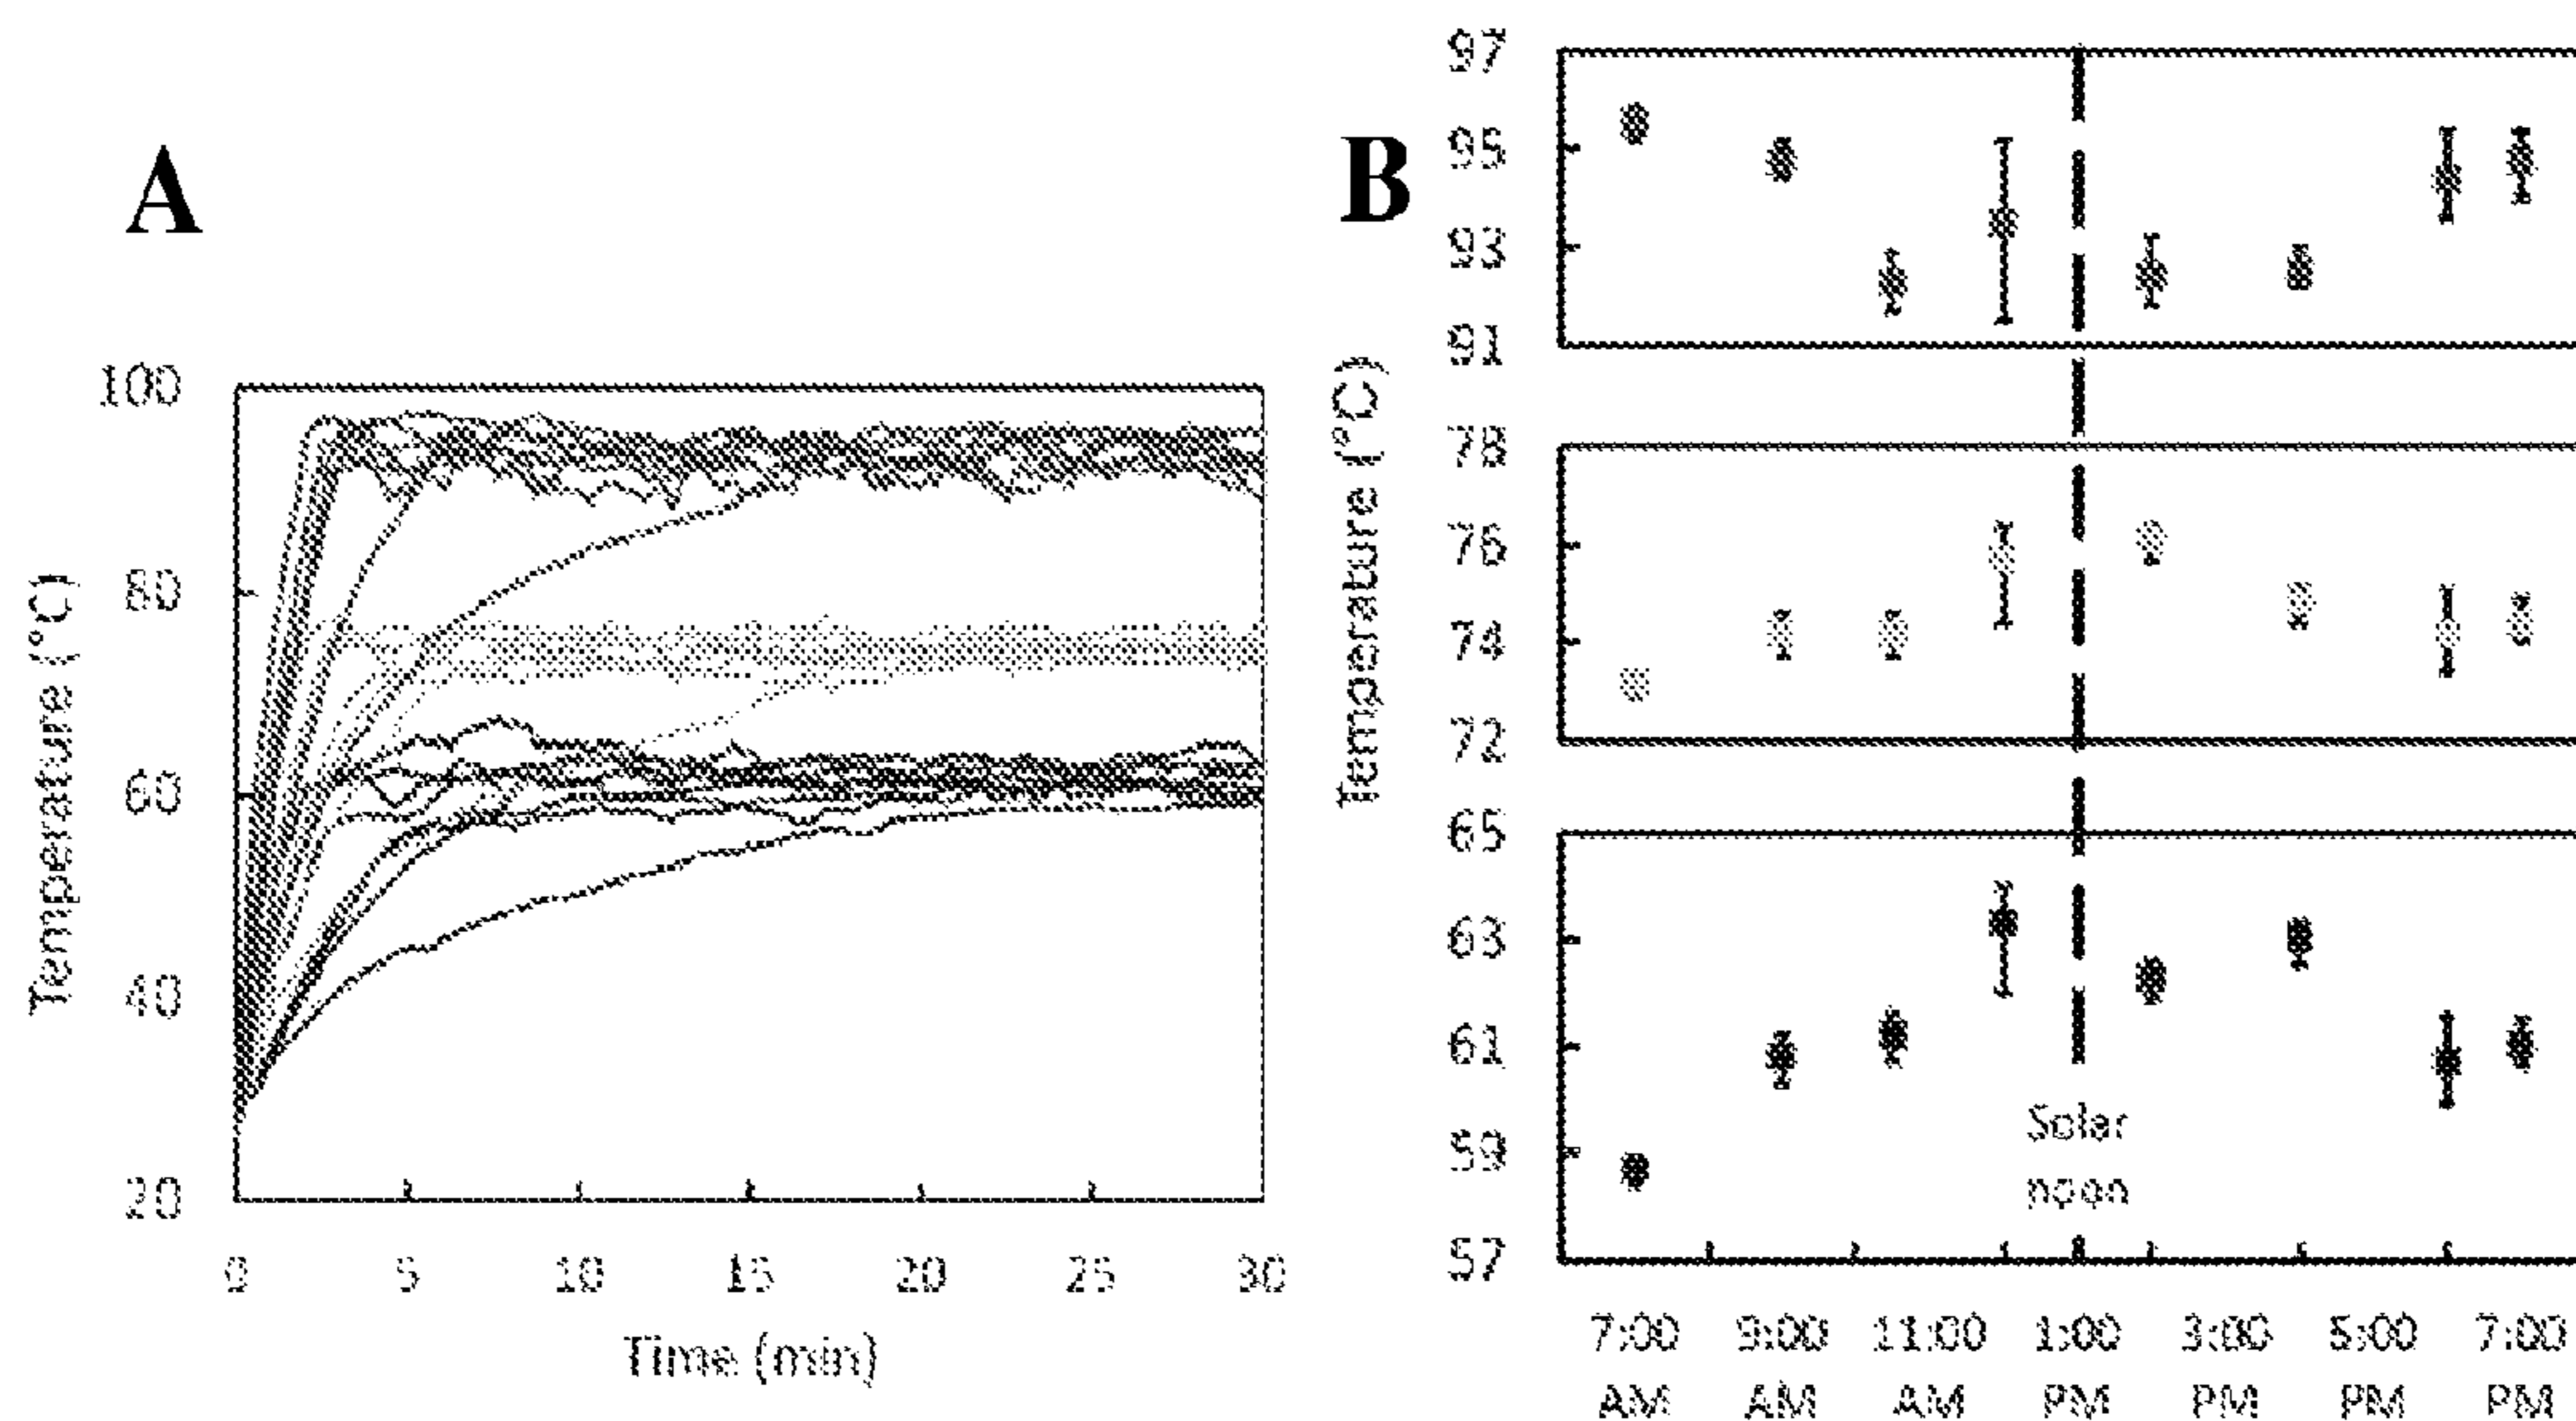 A
100
80
60
40
20
Temperature (°C)
0 5 10 15 20 25 30
Time (min)
B
97
95
93
91
78
76
74
72
65
63
61
59
57
Temperature (°C)
Solar
noon
7:00 9:00 11:00 1:00 3:00 5:00 7:00
AM AM AM PM PM PM PM